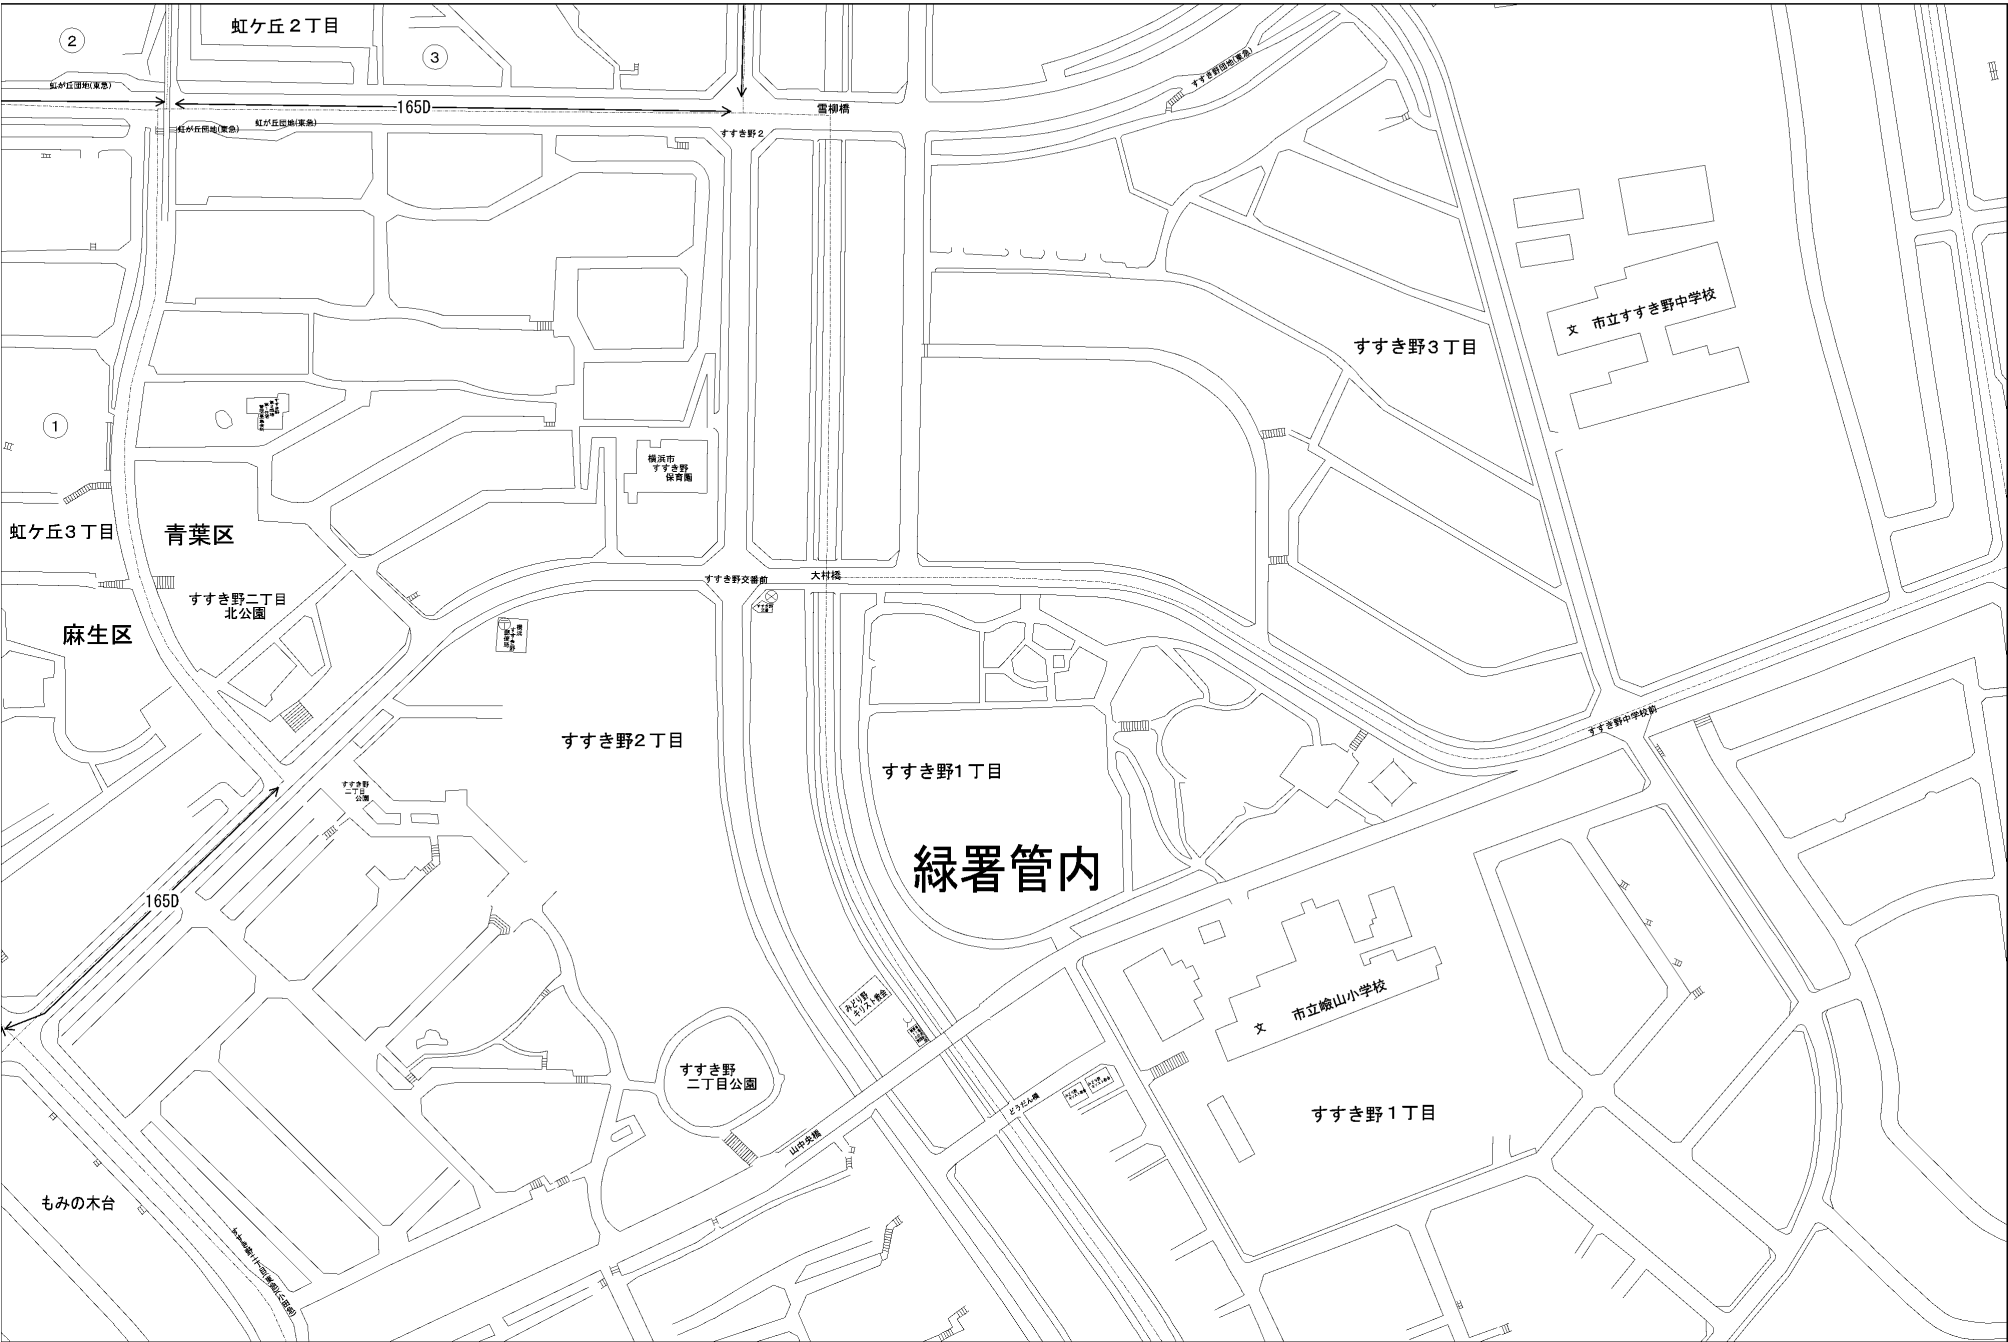 虹ケ丘２丁目
②
③
虹が丘団地(東急)
すすき野団地(東急)
165D
雪柳橋
虹が丘団地(東急)
虹が丘団地(東急)
すすき野２
市立すすき野中学校
文
すすき野３丁目
①
横浜市
すすき野
保育園
虹ケ丘３丁目
青葉区
すすき野交番前
大村橋
すすき野二丁目
北公園
麻生区
横浜
すすき野
郵便局
すすき野中学校前
すすき野２丁目
すすき野１丁目
すすき野
二丁目
公園
緑署管内
165D
みどり野
キリスト教会
市立嶮山小学校
文
すすき野
二丁目公園
どうだん橋
すすき野１丁目
山中央橋
もみの木台